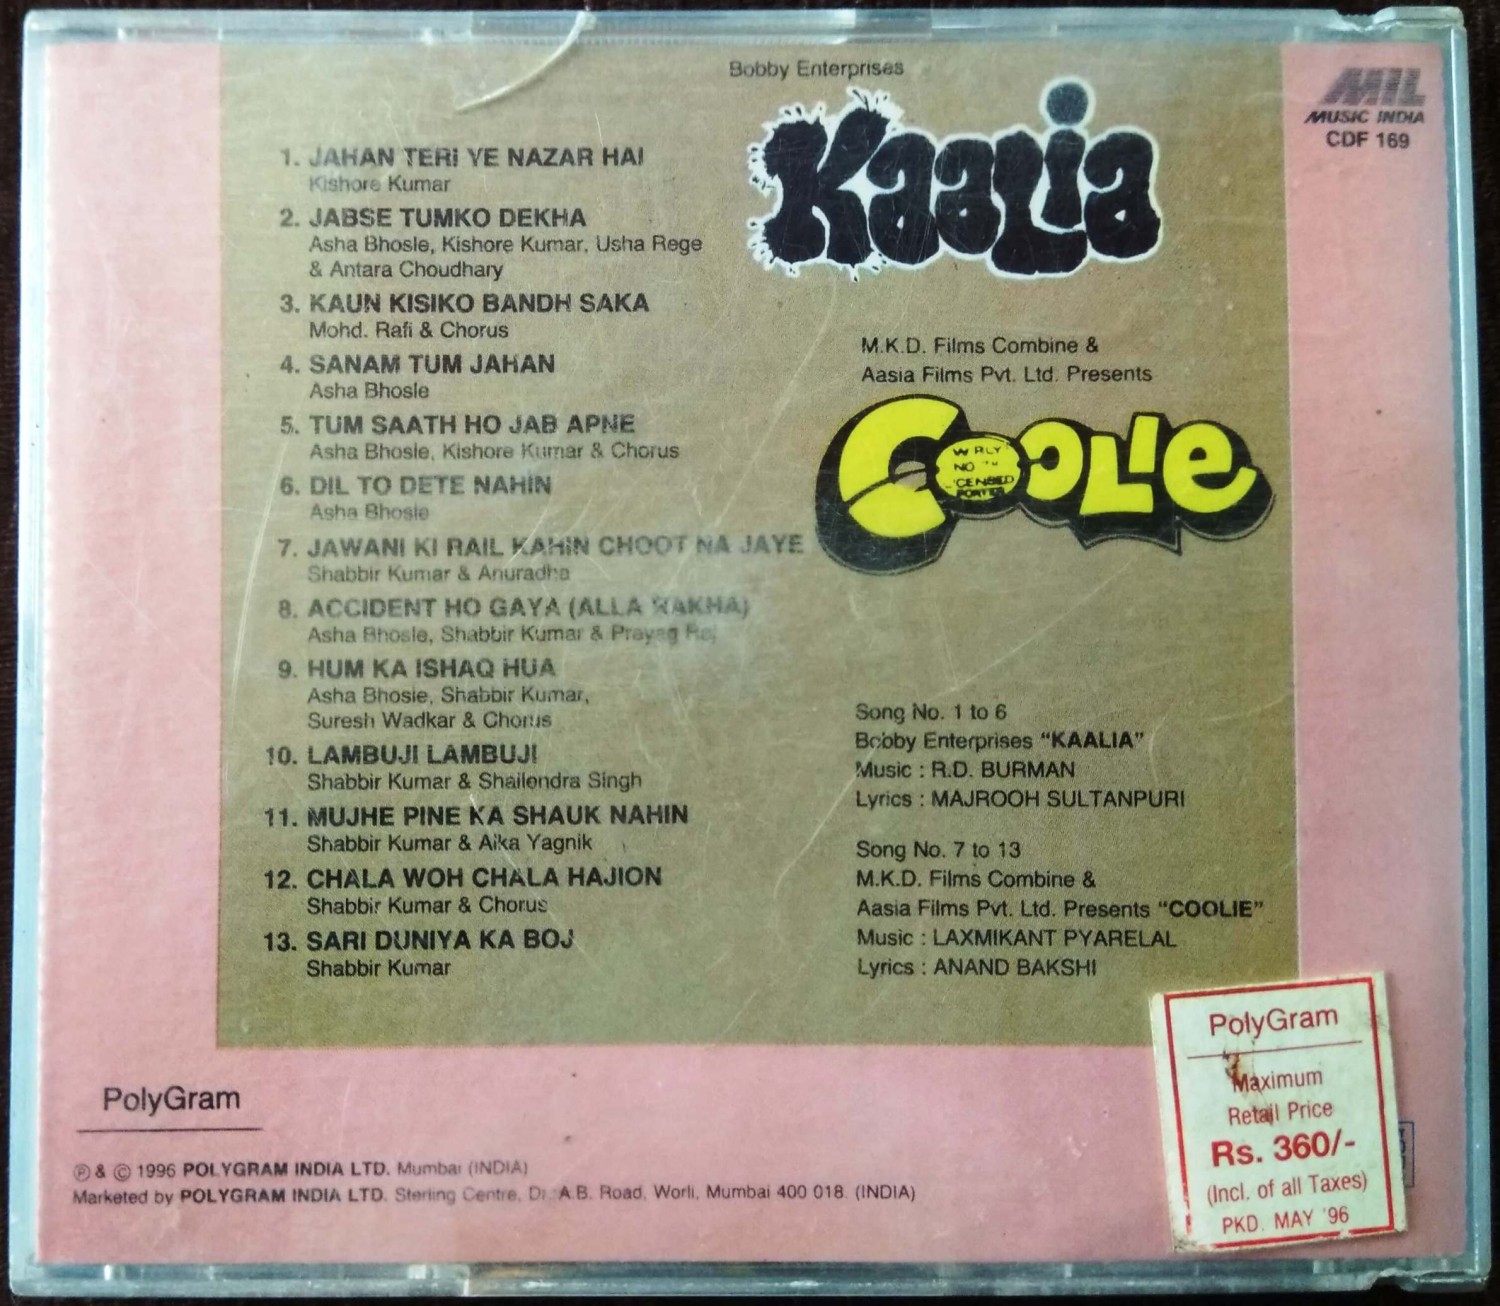 Bobby Enterprises
Kaalia
MIL
MUSIC INDIA
CDF 169
1. JAHAN TERI YE NAZAR HAI
Kishore Kumar
2. JABSE TUMKO DEKHA
Asha Bhosle, Kishore Kumar, Usha Rege
& Antara Choudhary
3. KAUN KISIKO BANDH SAKA
Mohd. Rafi & Chorus
4. SANAM TUM JAHAN
Asha Bhosle
5. TUM SAATH HO JAB APNE
Asha Bhosle, Kishore Kumar & Chorus
6. DIL TO DETE NAHIN
Asha Bhosle
7. JAWANI KI RAIL KAHIN CHOOT NA JAYE
Shabbir Kumar & Anuradha
8. ACCIDENT HO GAYA (ALLA RAKHA)
Asha Bhosle, Shabbir Kumar & Prayag Raj
9. HUM KA ISHAQ HUA
Asha Bhosle, Shabbir Kumar,
Suresh Wadkar & Chorus
10. LAMBUJI LAMBUJI
Shabbir Kumar & Shailendra Singh
11. MUJHE PINE KA SHAUK NAHIN
Shabbir Kumar & Alka Yagnik
12. CHALA WOH CHALA HAJION
Shabbir Kumar & Chorus
13. SARI DUNIYA KA BOJ
Shabbir Kumar
M.K.D. Films Combine &
Aasia Films Pvt. Ltd. Presents
COOLIE
Song No. 1 to 6
Bobby Enterprises "KAALIA"
Music : R.D. BURMAN
Lyrics : MAJROOH SULTANPURI
Song No. 7 to 13
M.K.D. Films Combine &
Aasia Films Pvt. Ltd. Presents "COOLIE"
Music : LAXMIKANT PYARELAL
Lyrics : ANAND BAKSHI
PolyGram
℗ & © 1996 POLYGRAM INDIA LTD. Mumbai (INDIA)
Marketed by POLYGRAM INDIA LTD. Sterling Centre, Dr. A.B. Road, Worli, Mumbai 400 018. (INDIA)
PolyGram
Maximum
Retail Price
Rs. 360/-
(Incl. of all Taxes)
PKD. MAY '96